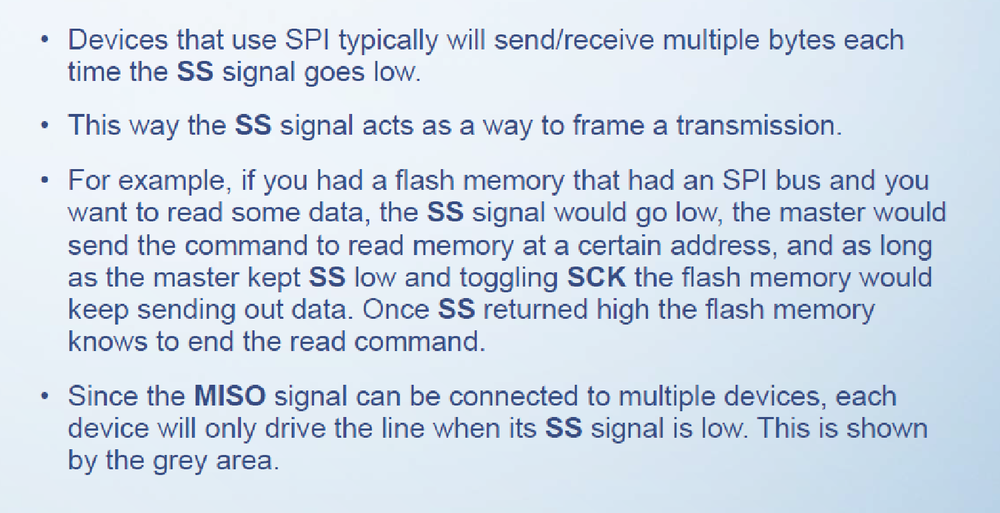 • Devices that use SPI typically will send/receive multiple bytes each
time the SS signal goes low.
• This way the SS signal acts as a way to frame a transmission.
• For example, if you had a flash memory that had an SPI bus and you
want to read some data, the SS signal would go low, the master would
send the command to read memory at a certain address, and as long
as the master kept SS low and toggling SCK the flash memory would
keep sending out data. Once SS returned high the flash memory
knows to end the read command.
• Since the MISO signal can be connected to multiple devices, each
device will only drive the line when its SS signal is low. This is shown
by the grey area.